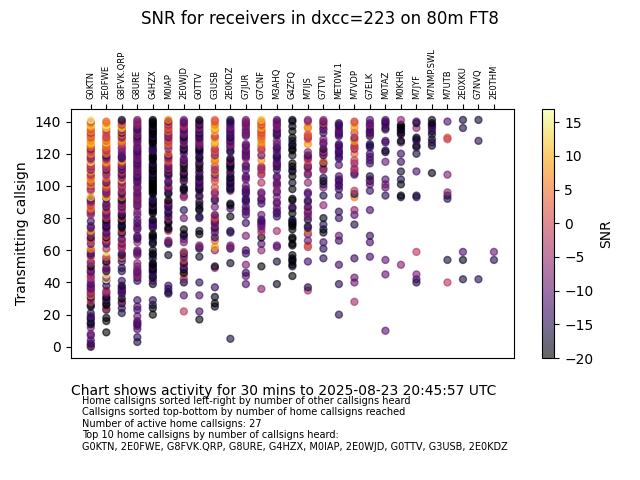 SNR for receivers in dxcc=223 on 80m FT8
G0KTN
2E0FWE
G8FVK.QRP
G8URE
G4HZX
M0IAP
2E0WJD
G0TTV
G3USB
2E0KDZ
G7JUR
G7CNF
M3AHQ
G4ZFQ
M7IJS
G7TVI
MET0W.1
M7VDP
G7ELK
M0TAZ
M0KHR
M7JYF
M7NMP.SWL
M7UTB
2E0XKU
G7NVQ
2E0THM
140
120
100
80
60
40
20
0
Transmitting callsign
15
10
5
0
−5
−10
−15
−20
SNR
Chart shows activity for 30 mins to 2025-08-23 20:45:57 UTC
Home callsigns sorted left-right by number of other callsigns heard
Callsigns sorted top-bottom by number of home callsigns reached
Number of active home callsigns: 27
Top 10 home callsigns by number of callsigns heard:
G0KTN, 2E0FWE, G8FVK.QRP, G8URE, G4HZX, M0IAP, 2E0WJD, G0TTV, G3USB, 2E0KDZ